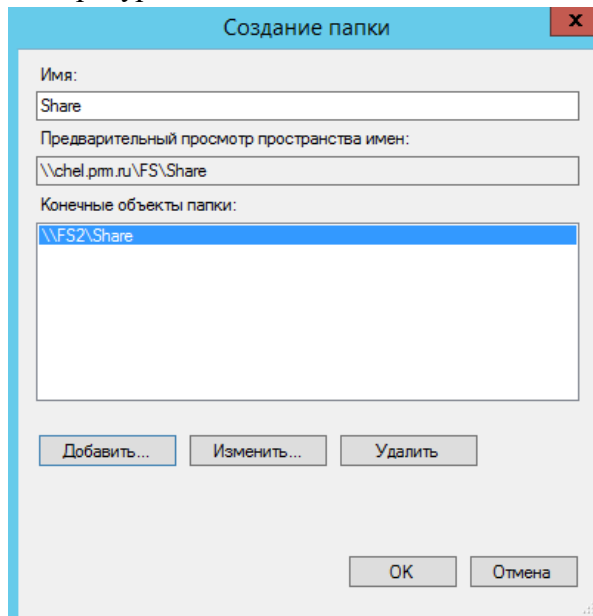 Создание папки
x
Имя:
Share
Предварительный просмотр пространства имен:
\\chel.prm.ru\FS\Share
Конечные объекты папки:
\\FS2\Share
Добавить... Изменить... Удалить
OK Отмена